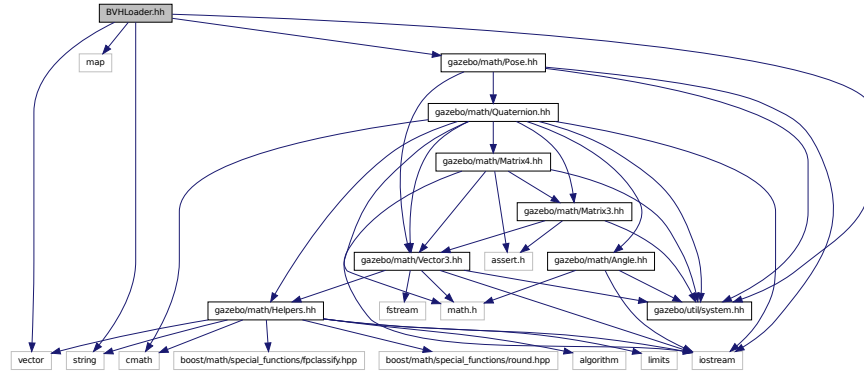 BVHLoader.hh
map
gazebo/math/Pose.hh
gazebo/math/Quaternion.hh
gazebo/math/Matrix4.hh
gazebo/math/Matrix3.hh
gazebo/math/Vector3.hh
assert.h
gazebo/math/Angle.hh
gazebo/math/Helpers.hh
fstream
math.h
gazebo/util/system.hh
vector
string
cmath
boost/math/special_functions/fpclassify.hpp
boost/math/special_functions/round.hpp
algorithm
limits
iostream